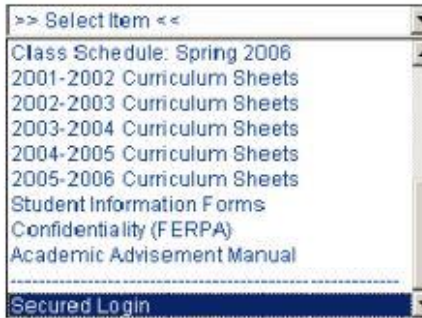 >> Select Item <<
Class Schedule: Spring 2006
2001-2002 Curriculum Sheets
2002-2003 Curriculum Sheets
2003-2004 Curriculum Sheets
2004-2005 Curriculum Sheets
2005-2006 Curriculum Sheets
Student Information Forms
Confidentiality (FERPA)
Academic Advisement Manual
--------------------------------------------------
Secured Login